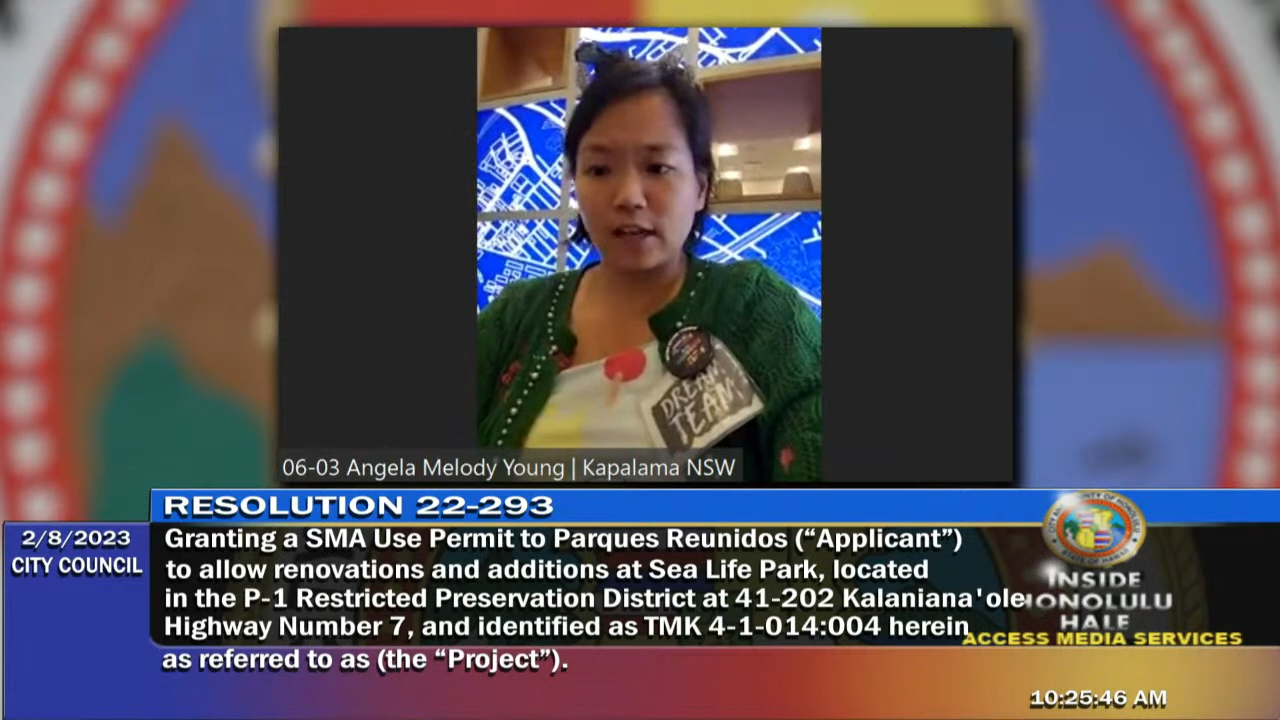 DREAM
TEAM
06-03 Angela Melody Young | Kapalama NSW
RESOLUTION 22-293
2/8/2023
CITY COUNCIL
Granting a SMA Use Permit to Parques Reunidos (“Applicant”)
to allow renovations and additions at Sea Life Park, located
in the P-1 Restricted Preservation District at 41-202 Kalaniana'ole
Highway Number 7, and identified as TMK 4-1-014:004 herein
as referred to as (the “Project”).
INSIDE
HONOLULU
HALE
ACCESS MEDIA SERVICES
10:25:46 AM